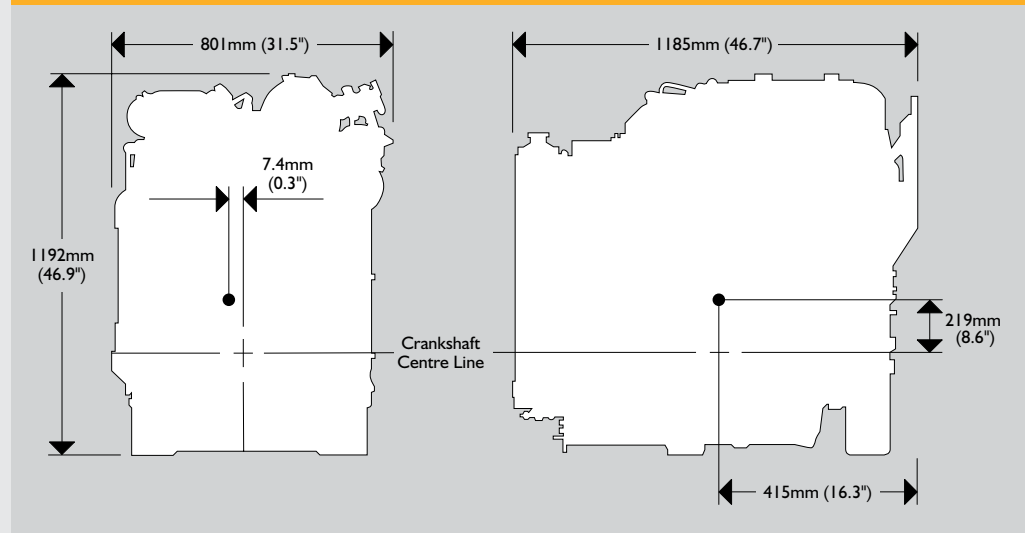 801mm (31.5")
1185mm (46.7")
7.4mm
(0.3")
1192mm
(46.9")
219mm
(8.6")
Crankshaft
Centre Line
415mm (16.3")